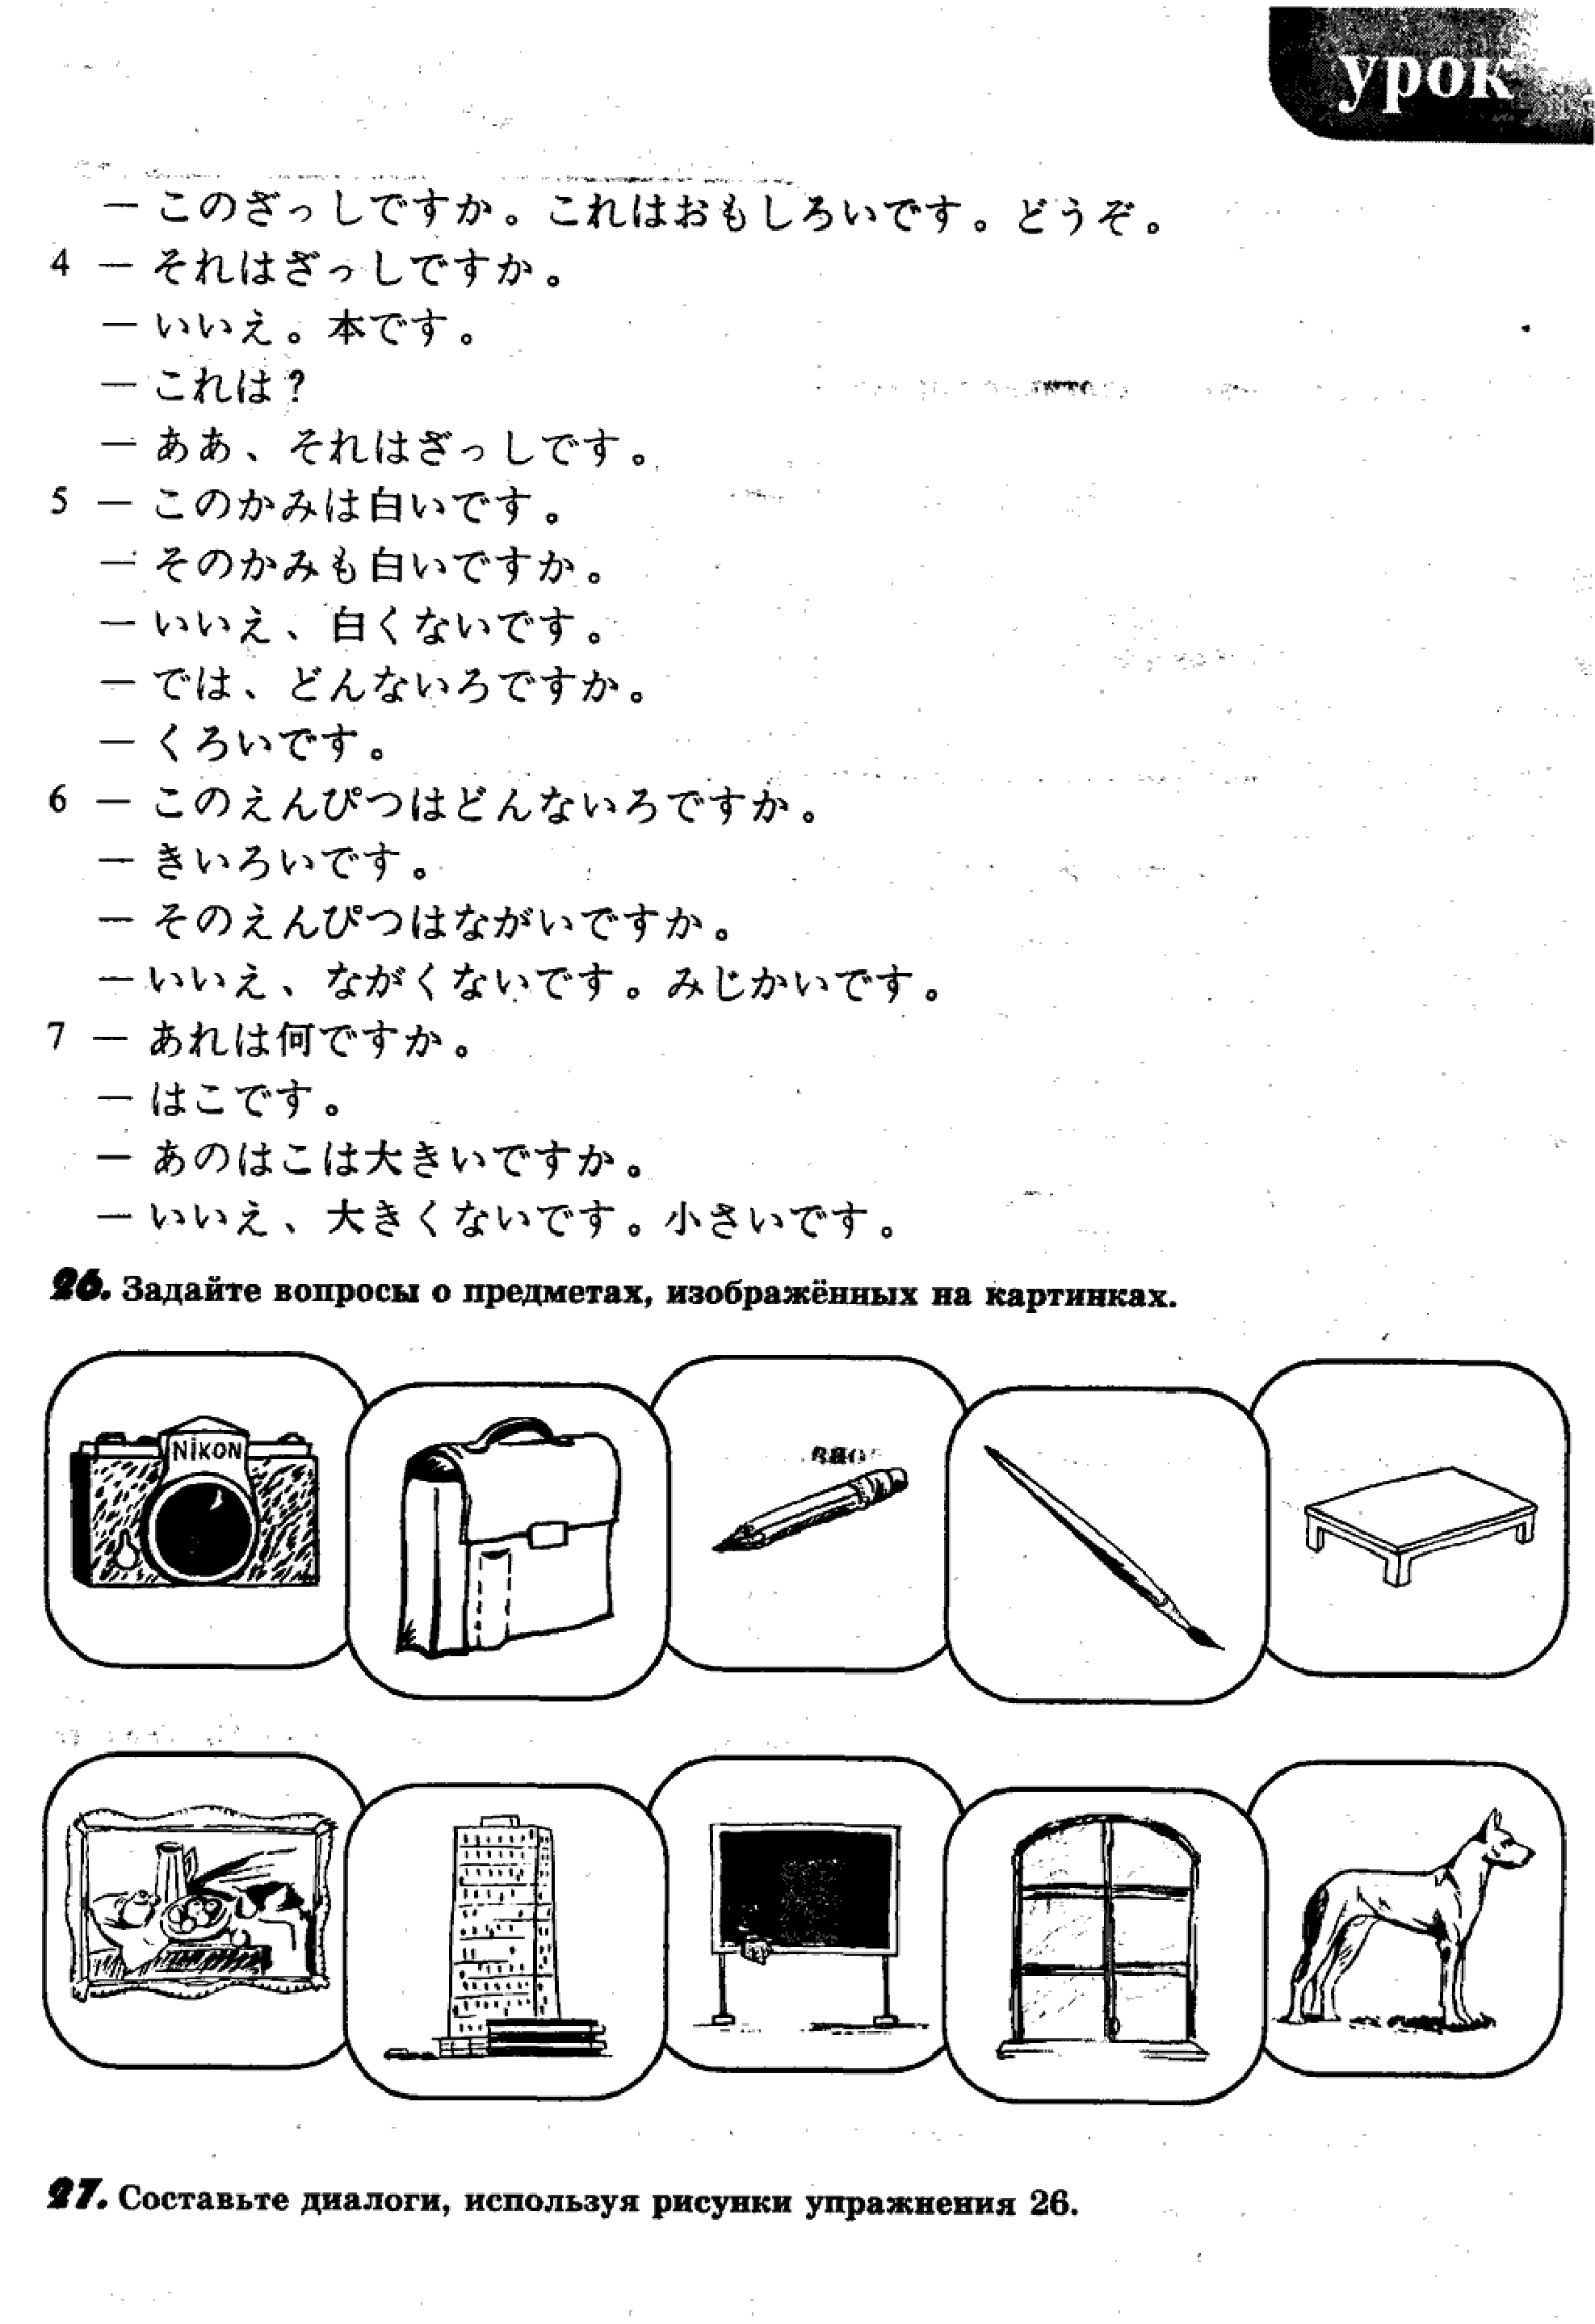 урок
— このざっしですか。これはおもしろいです。どうぞ。
4 — それはざっしですか。
— いいえ。本です。
— これは？
— ああ、それはざっしです。
5 — このかみは白いです。
— そのかみも白いですか。
— いいえ、白くないです。
— では、どんないろですか。
— くろいです。
6 — このえんぴつはどんないろですか。
— きいろいです。
— そのえんぴつはながいですか。
— いいえ、ながくないです。みじかいです。
7 — あれは何ですか。
— はこです。
— あのはこは大きいですか。
— いいえ、大きくないです。小さいです。
26. Задайте вопросы о предметах, изображённых на картинках.
NiKON
27. Составьте диалоги, используя рисунки упражнения 26.